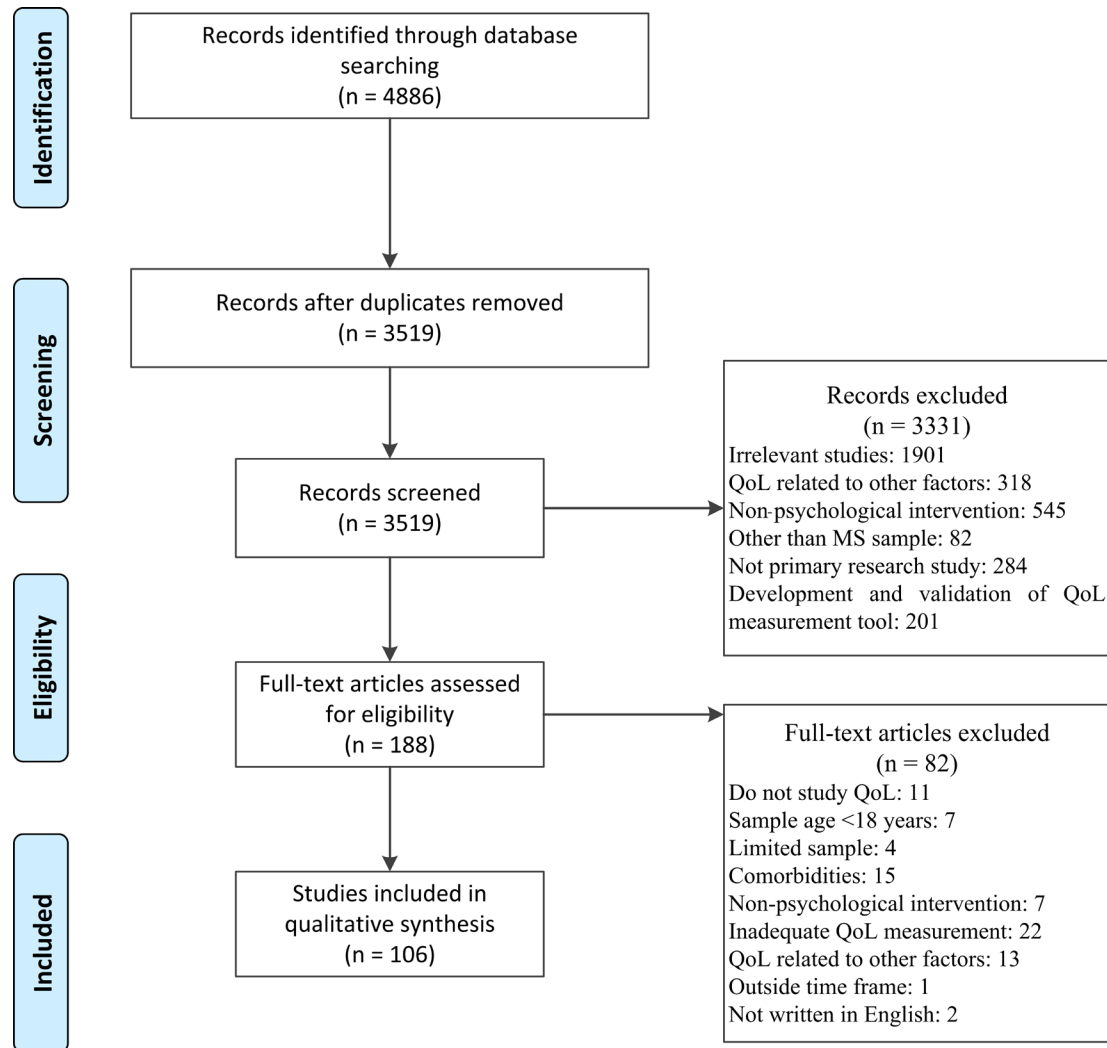 Identification
Records identified through database
searching
(n = 4886)
Screening
Records after duplicates removed
(n = 3519)
Records screened
(n = 3519)
Records excluded
(n = 3331)
Irrelevant studies: 1901
QoL related to other factors: 318
Non-psychological intervention: 545
Other than MS sample: 82
Not primary research study: 284
Development and validation of QoL
measurement tool: 201
Eligibility
Full-text articles assessed
for eligibility
(n = 188)
Full-text articles excluded
(n = 82)
Do not study QoL: 11
Sample age <18 years: 7
Limited sample: 4
Comorbidities: 15
Non-psychological intervention: 7
Inadequate QoL measurement: 22
QoL related to other factors: 13
Outside time frame: 1
Not written in English: 2
Included
Studies included in
qualitative synthesis
(n = 106)